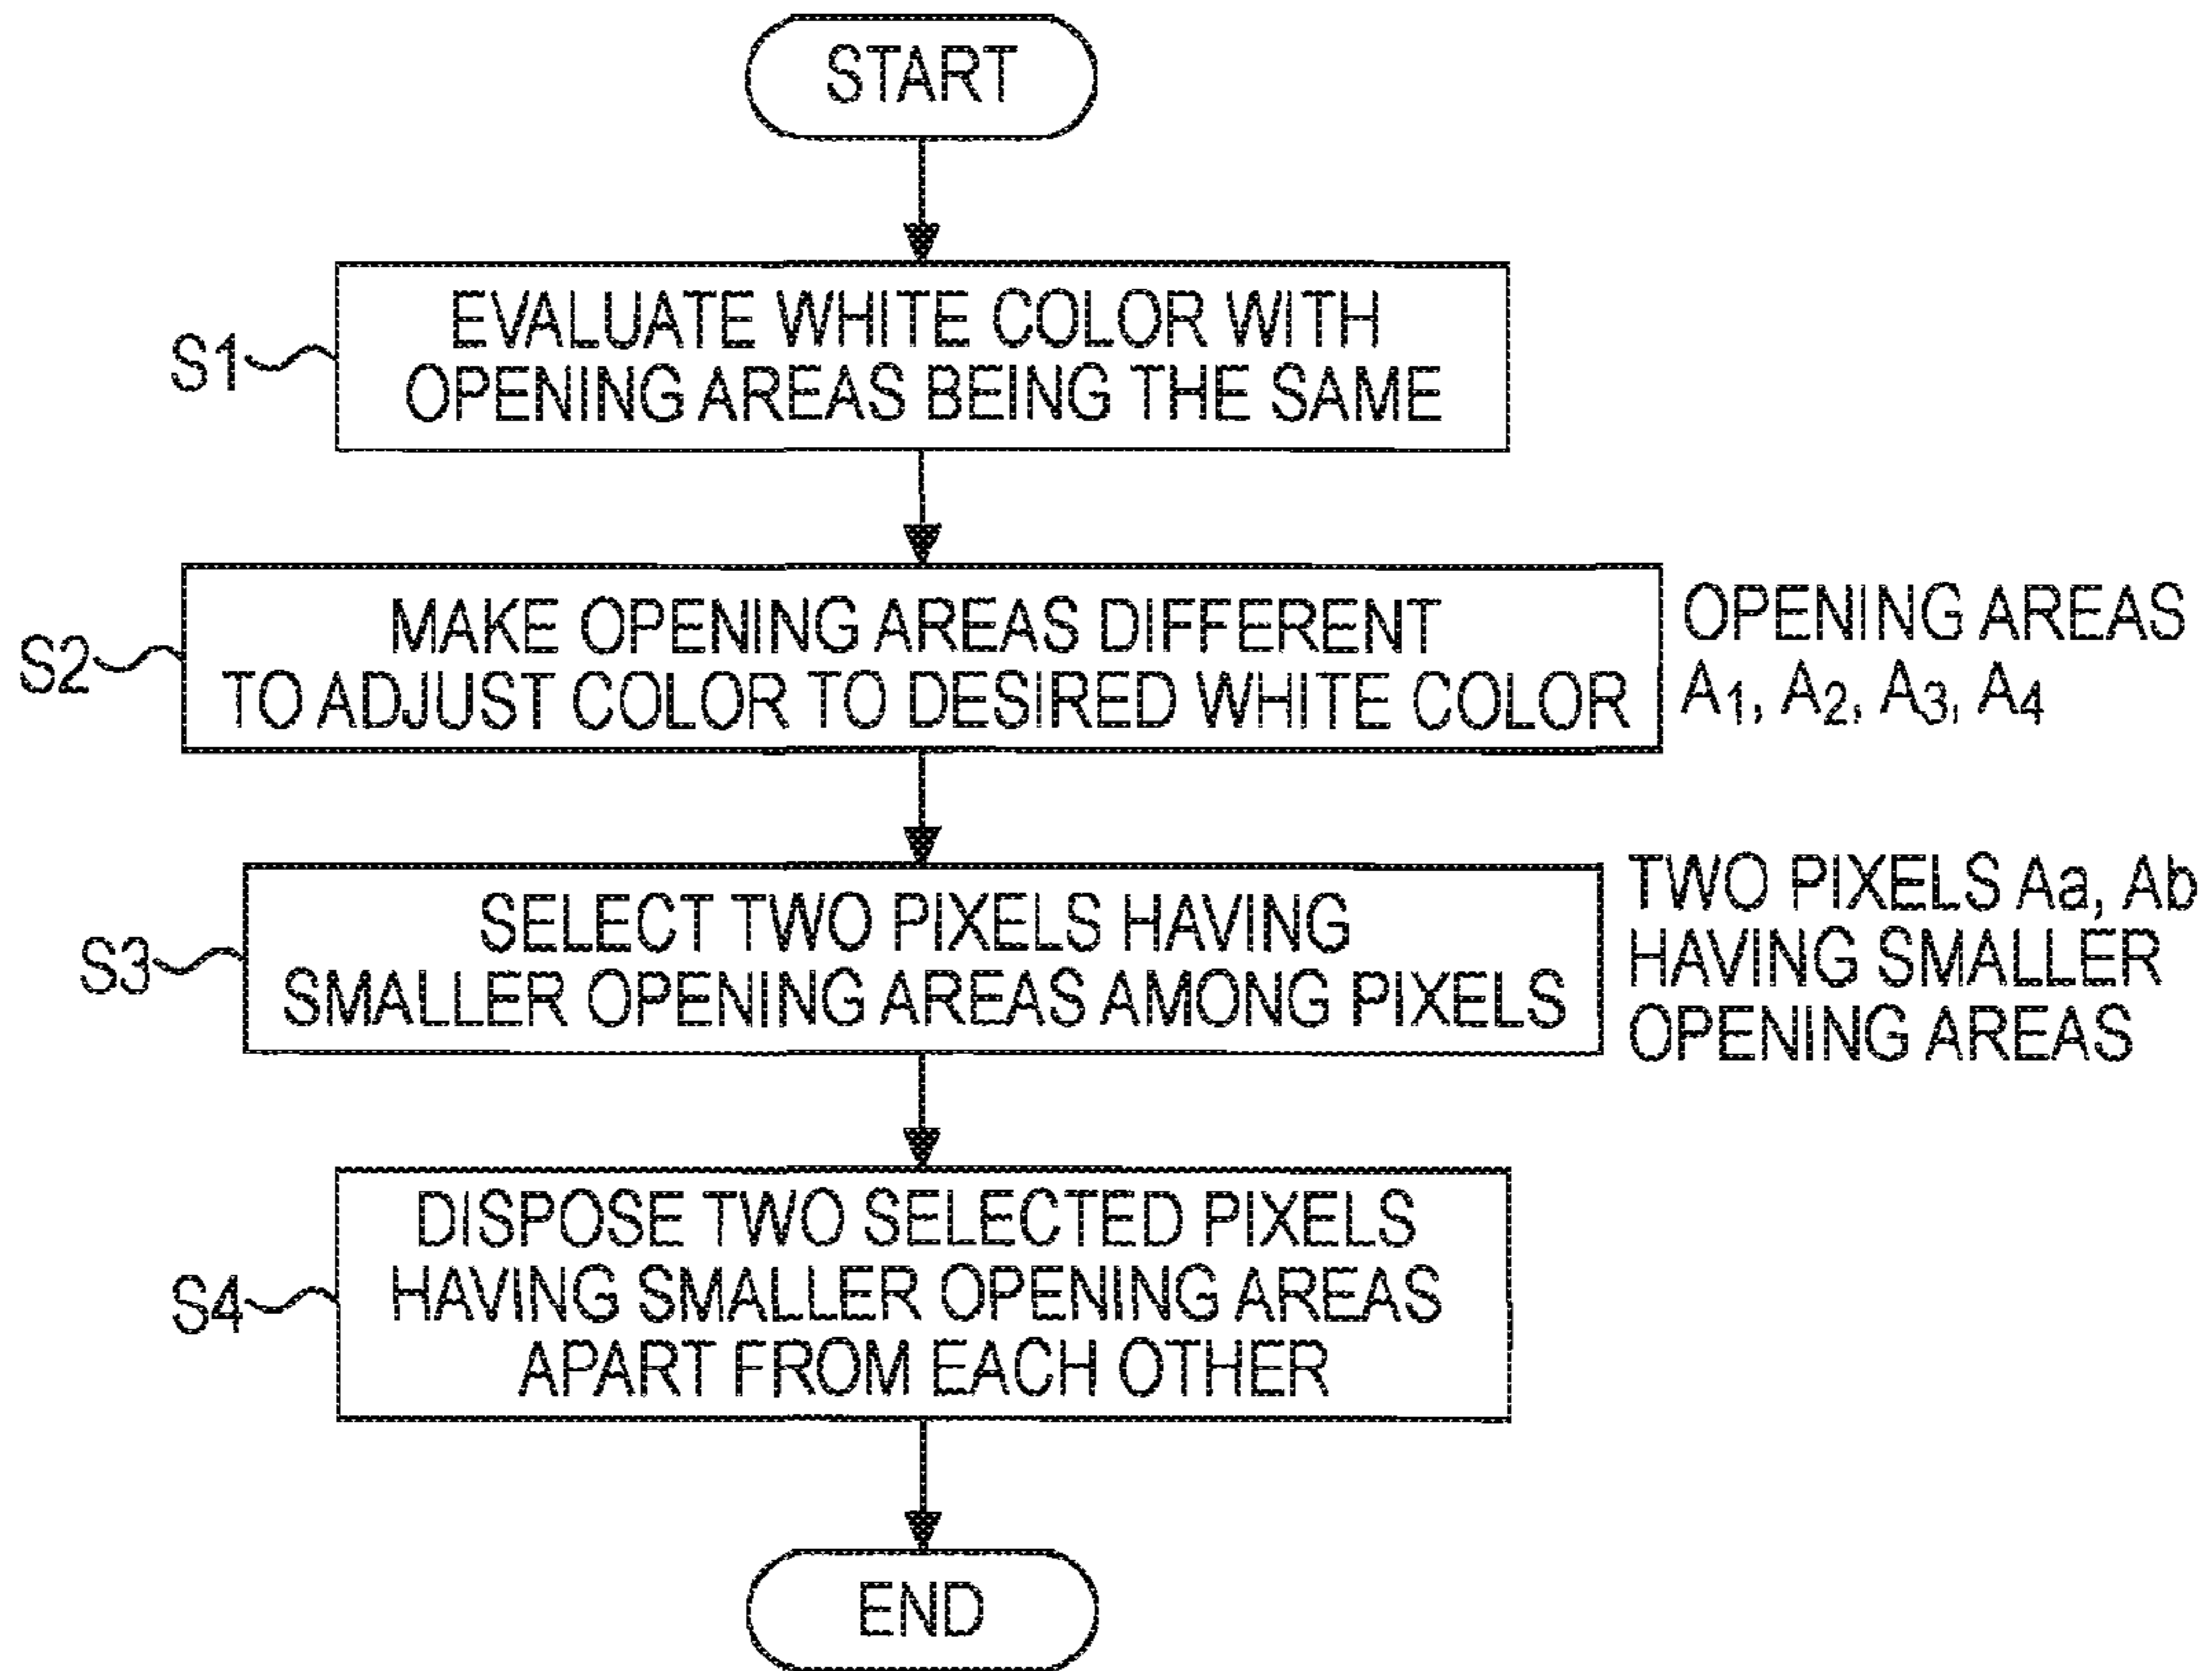 START
S1
EVALUATE WHITE COLOR WITH
OPENING AREAS BEING THE SAME
S2
MAKE OPENING AREAS DIFFERENT
TO ADJUST COLOR TO DESIRED WHITE COLOR
OPENING AREAS
A1, A2, A3, A4
S3
SELECT TWO PIXELS HAVING
SMALLER OPENING AREAS AMONG PIXELS
TWO PIXELS Aa, Ab
HAVING SMALLER
OPENING AREAS
S4
DISPOSE TWO SELECTED PIXELS
HAVING SMALLER OPENING AREAS
APART FROM EACH OTHER
END